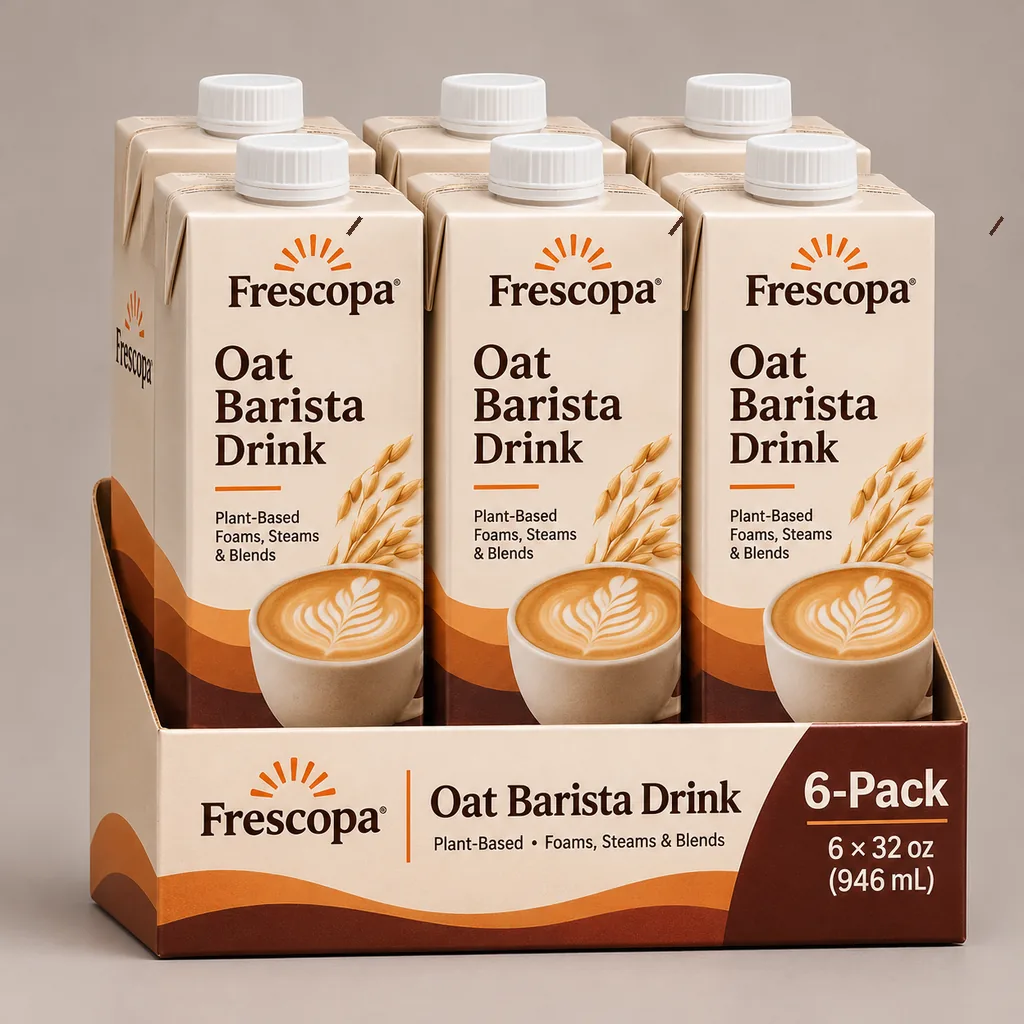 Frescopa®
Oat
Barista
Drink
Plant-Based
Foams, Steams
& Blends
Frescopa®
Oat
Barista
Drink
Plant-Based
Foams, Steams
& Blends
Frescopa®
Oat
Barista
Drink
Plant-Based
Foams, Steams
& Blends
Frescopa
Frescopa®
Oat Barista Drink
Plant-Based • Foams, Steams & Blends
6-Pack
6 × 32 oz
(946 mL)